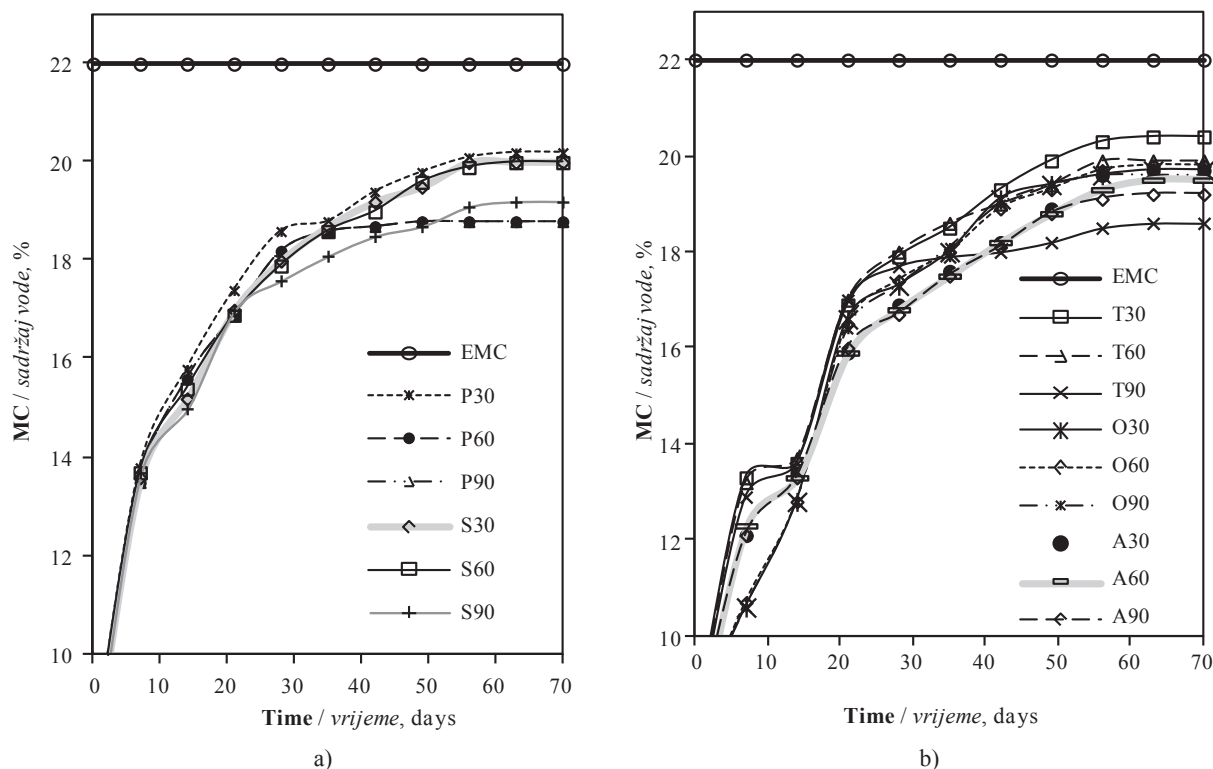 22
20
18
16
14
12
10
MC / sadržaj vode, %
EMC
P30
P60
P90
S30
S60
S90
0 10 20 30 40 50 60 70
Time / vrijeme, days
a)
22
20
18
16
14
12
10
MC / sadržaj vode, %
EMC
T30
T60
T90
O30
O60
O90
A30
A60
A90
0 10 20 30 40 50 60 70
Time / vrijeme, days
b)